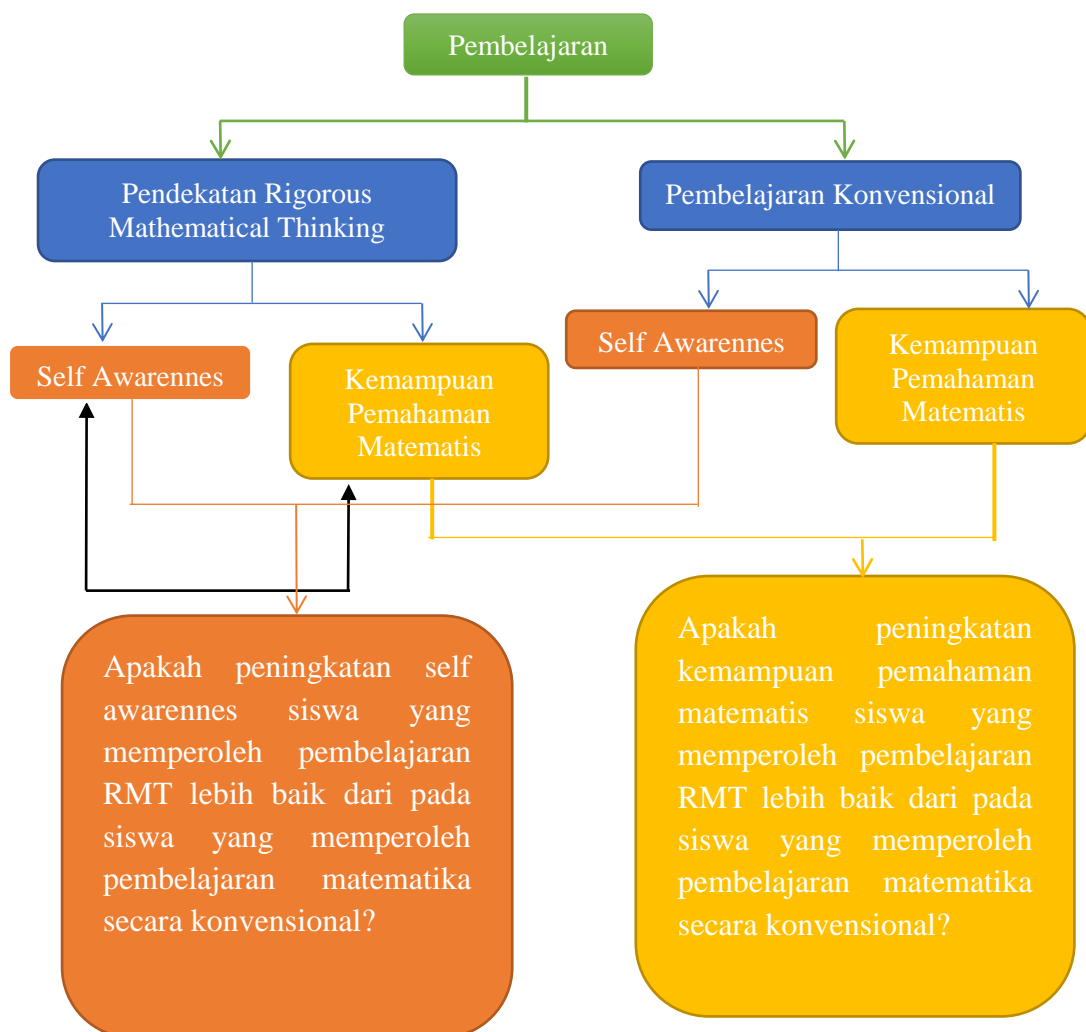 Pembelajaran
Pendekatan Rigorous
Mathematical Thinking
Pembelajaran Konvensional
Self Awarennes
Kemampuan
Pemahaman
Matematis
Self Awarennes
Kemampuan
Pemahaman
Matematis
Apakah peningkatan self
awarennes siswa yang
memperoleh pembelajaran
RMT lebih baik dari pada
siswa yang memperoleh
pembelajaran matematika
secara konvensional?
Apakah peningkatan
kemampuan pemahaman
matematis siswa yang
memperoleh pembelajaran
RMT lebih baik dari pada
siswa yang memperoleh
pembelajaran matematika
secara konvensional?